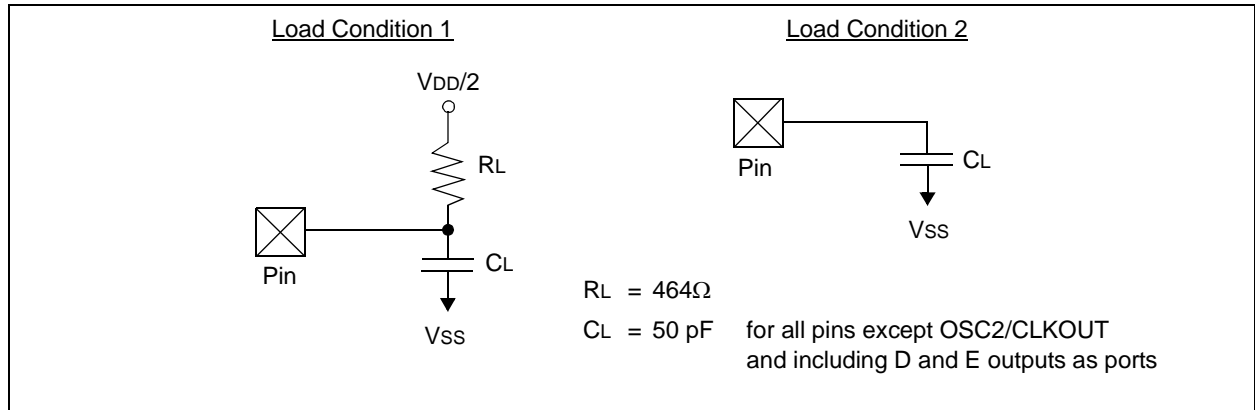 Load Condition 1
VDD/2
RL
Pin
CL
VSS
Load Condition 2
Pin
CL
VSS
RL = 464Ω
CL = 50 pF for all pins except OSC2/CLKOUT
and including D and E outputs as ports